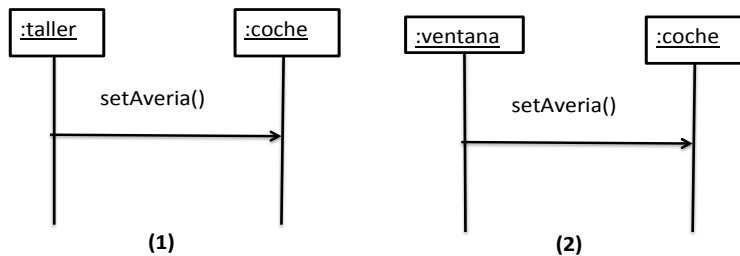 :taller
:coche
setAveria()
(1)
:ventana
:coche
setAveria()
(2)